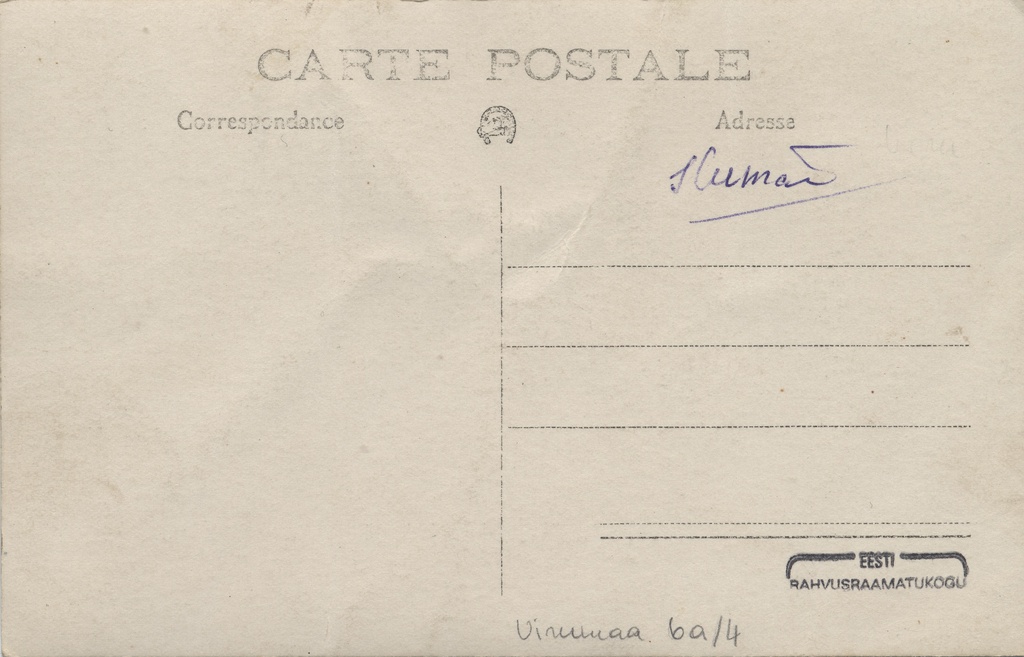 CARTE POSTALE
Correspondance
Adresse
EESTI
RAHVUSRAAMATUKOGU
Virumaa 6a/4